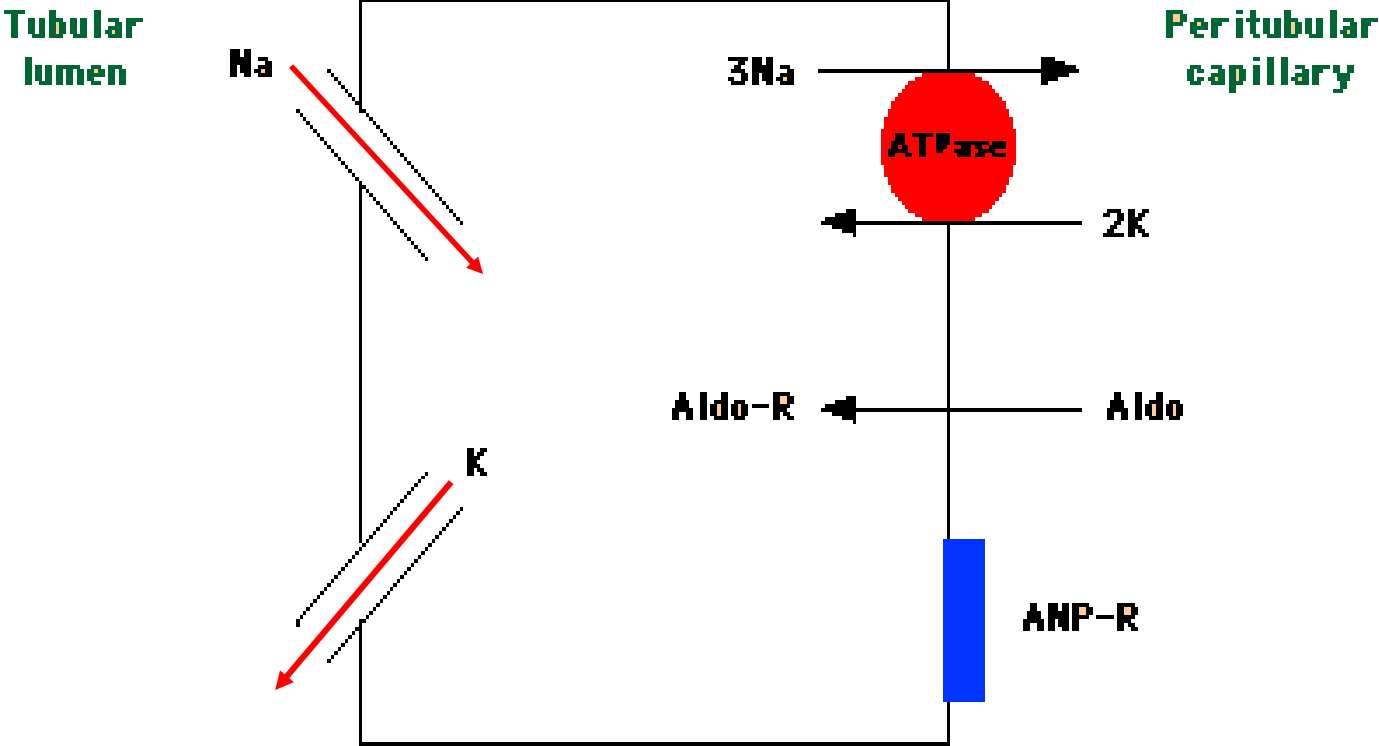 Tubular
lumen
Na
3Na
Peritubular
capillary
ATPase
2K
Aldo-R
Aldo
K
ANP-R